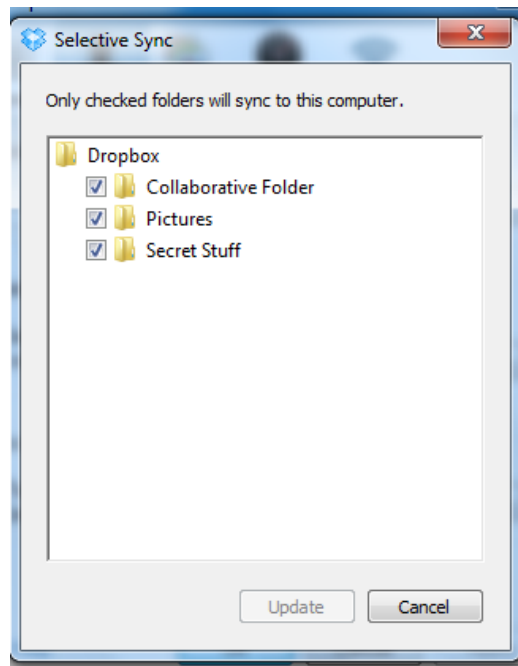 Selective Sync
Only checked folders will sync to this computer.
Dropbox
Collaborative Folder
Pictures
Secret Stuff
Update
Cancel